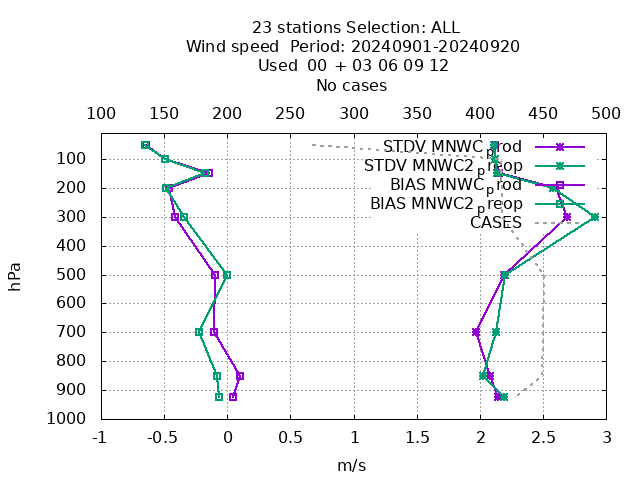 23 stations Selection: ALL
Wind speed  Period: 20240901-20240920
Used  00 + 03 06 09 12
No cases
100 150 200 250 300 350 400 450 500
STDV MNWC_prod
STDV MNWC2_preop
BIAS MNWC_prod
BIAS MNWC2_preop
CASES
100
200
300
400
500
600
700
800
900
1000
hPa
-1 -0.5 0 0.5 1 1.5 2 2.5 3
m/s